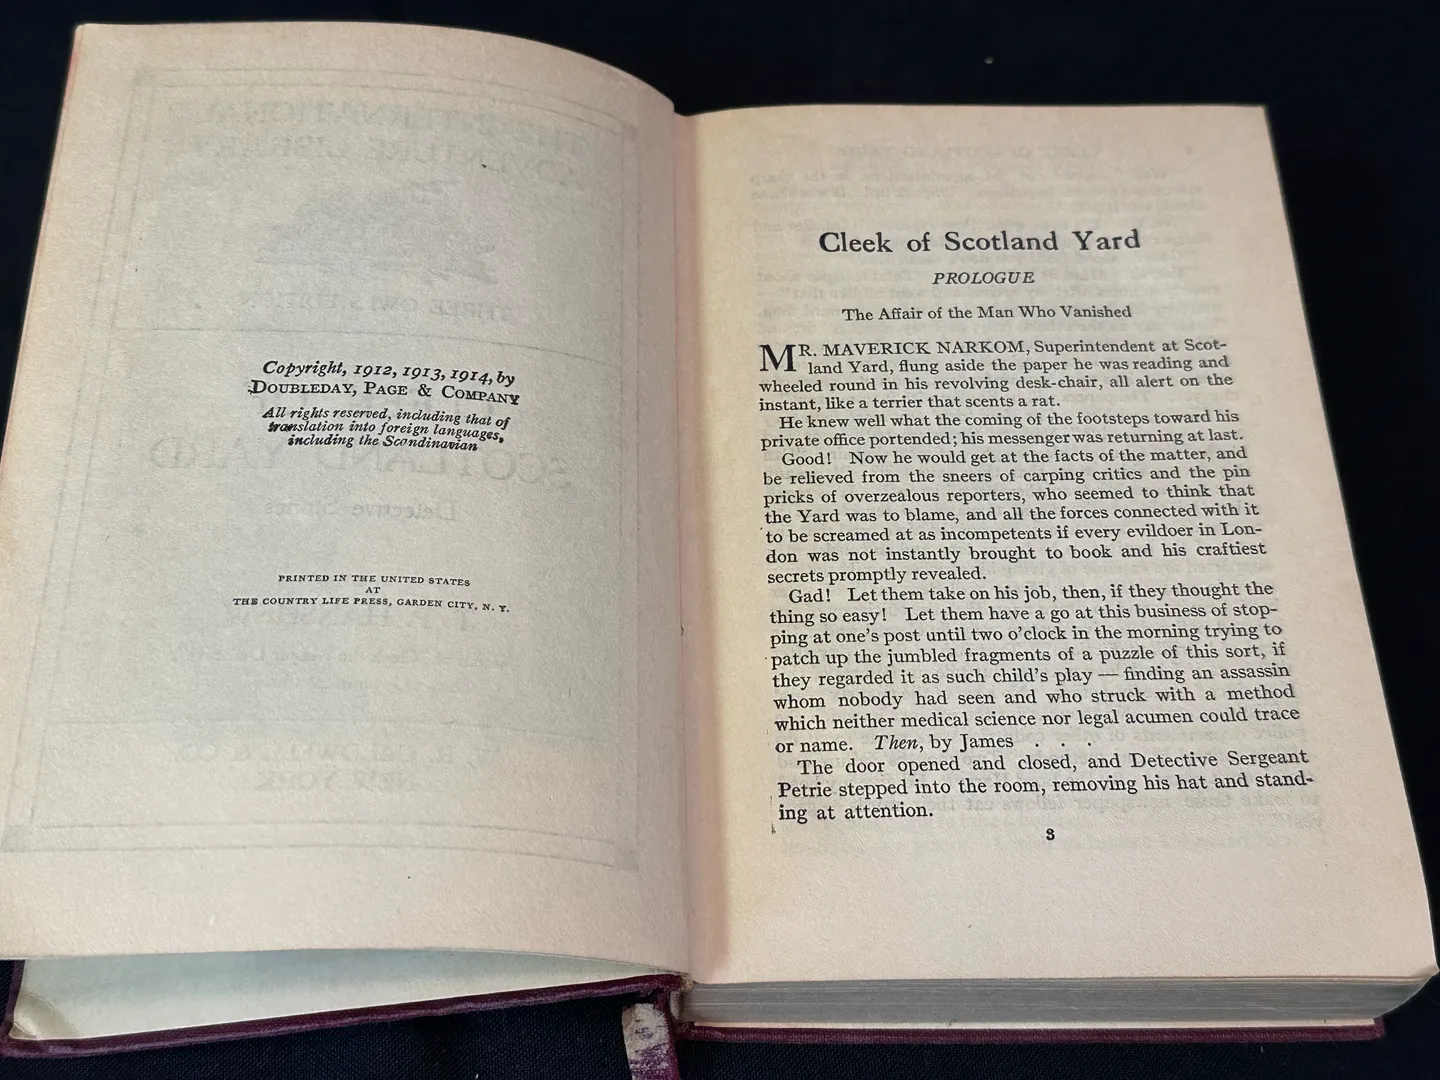 Copyright, 1912, 1913, 1914, by
DOUBLEDAY, PAGE & COMPANY
All rights reserved, including that of
translation into foreign languages,
including the Scandinavian
PRINTED IN THE UNITED STATES
AT
THE COUNTRY LIFE PRESS, GARDEN CITY, N. Y.
Cleek of Scotland Yard
PROLOGUE
The Affair of the Man Who Vanished
MR. MAVERICK NARKOM, Superintendent at Scot-
land Yard, flung aside the paper he was reading and
wheeled round in his revolving desk-chair, all alert on the
instant, like a terrier that scents a rat.
He knew well what the coming of the footsteps toward his
private office portended; his messenger was returning at last.
Good! Now he would get at the facts of the matter, and
be relieved from the sneers of carping critics and the pin
pricks of overzealous reporters, who seemed to think that
the Yard was to blame, and all the forces connected with it
to be screamed at as incompetents if every evildoer in Lon-
don was not instantly brought to book and his craftiest
secrets promptly revealed.
Gad! Let them take on his job, then, if they thought the
thing so easy! Let them have a go at this business of stop-
ping at one's post until two o'clock in the morning trying to
patch up the jumbled fragments of a puzzle of this sort, if
they regarded it as such child's play — finding an assassin
whom nobody had seen and who struck with a method
which neither medical science nor legal acumen could trace
or name. Then, by James . . .
The door opened and closed, and Detective Sergeant
Petrie stepped into the room, removing his hat and stand-
ing at attention.
3